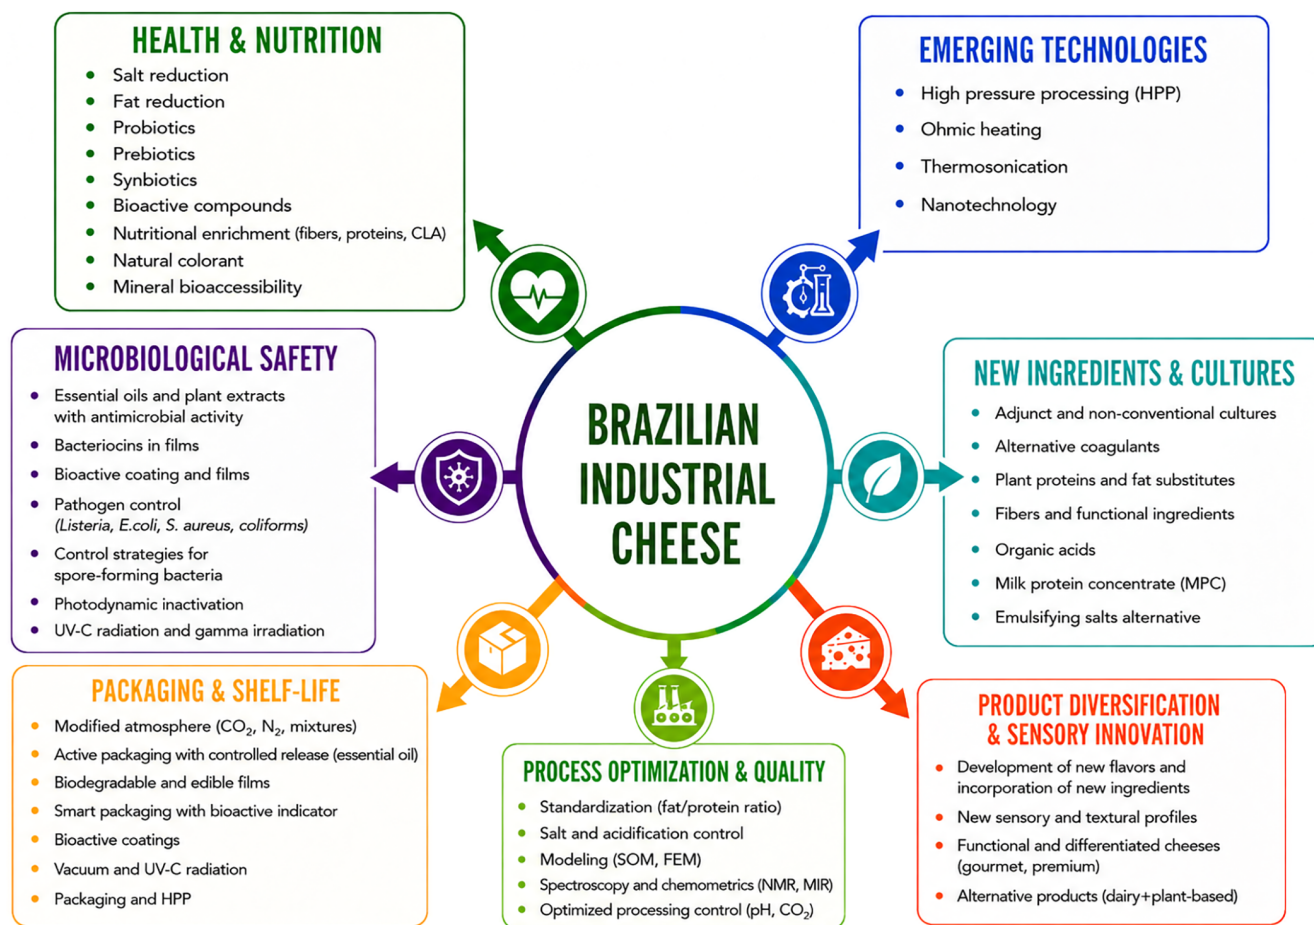 HEALTH & NUTRITION
• Salt reduction
• Fat reduction
• Probiotics
• Prebiotics
• Synbiotics
• Bioactive compounds
• Nutritional enrichment (fibers, proteins, CLA)
• Natural colorant
• Mineral bioaccessibility
EMERGING TECHNOLOGIES
• High pressure processing (HPP)
• Ohmic heating
• Thermosonication
• Nanotechnology
MICROBIOLOGICAL SAFETY
• Essential oils and plant extracts
with antimicrobial activity
• Bacteriocins in films
• Bioactive coating and films
• Pathogen control
(Listeria, E.coli, S. aureus, coliforms)
• Control strategies for
spore-forming bacteria
• Photodynamic inactivation
• UV-C radiation and gamma irradiation
BRAZILIAN
INDUSTRIAL
CHEESE
NEW INGREDIENTS & CULTURES
• Adjunct and non-conventional cultures
• Alternative coagulants
• Plant proteins and fat substitutes
• Fibers and functional ingredients
• Organic acids
• Milk protein concentrate (MPC)
• Emulsifying salts alternative
PACKAGING & SHELF-LIFE
• Modified atmosphere (CO₂, N₂, mixtures)
• Active packaging with controlled release (essential oil)
• Biodegradable and edible films
• Smart packaging with bioactive indicator
• Bioactive coatings
• Vacuum and UV-C radiation
• Packaging and HPP
PROCESS OPTIMIZATION & QUALITY
• Standardization (fat/protein ratio)
• Salt and acidification control
• Modeling (SOM, FEM)
• Spectroscopy and chemometrics (NMR, MIR)
• Optimized processing control (pH, CO₂)
PRODUCT DIVERSIFICATION
& SENSORY INNOVATION
• Development of new flavors and
incorporation of new ingredients
• New sensory and textural profiles
• Functional and differentiated cheeses
(gourmet, premium)
• Alternative products (dairy+plant-based)